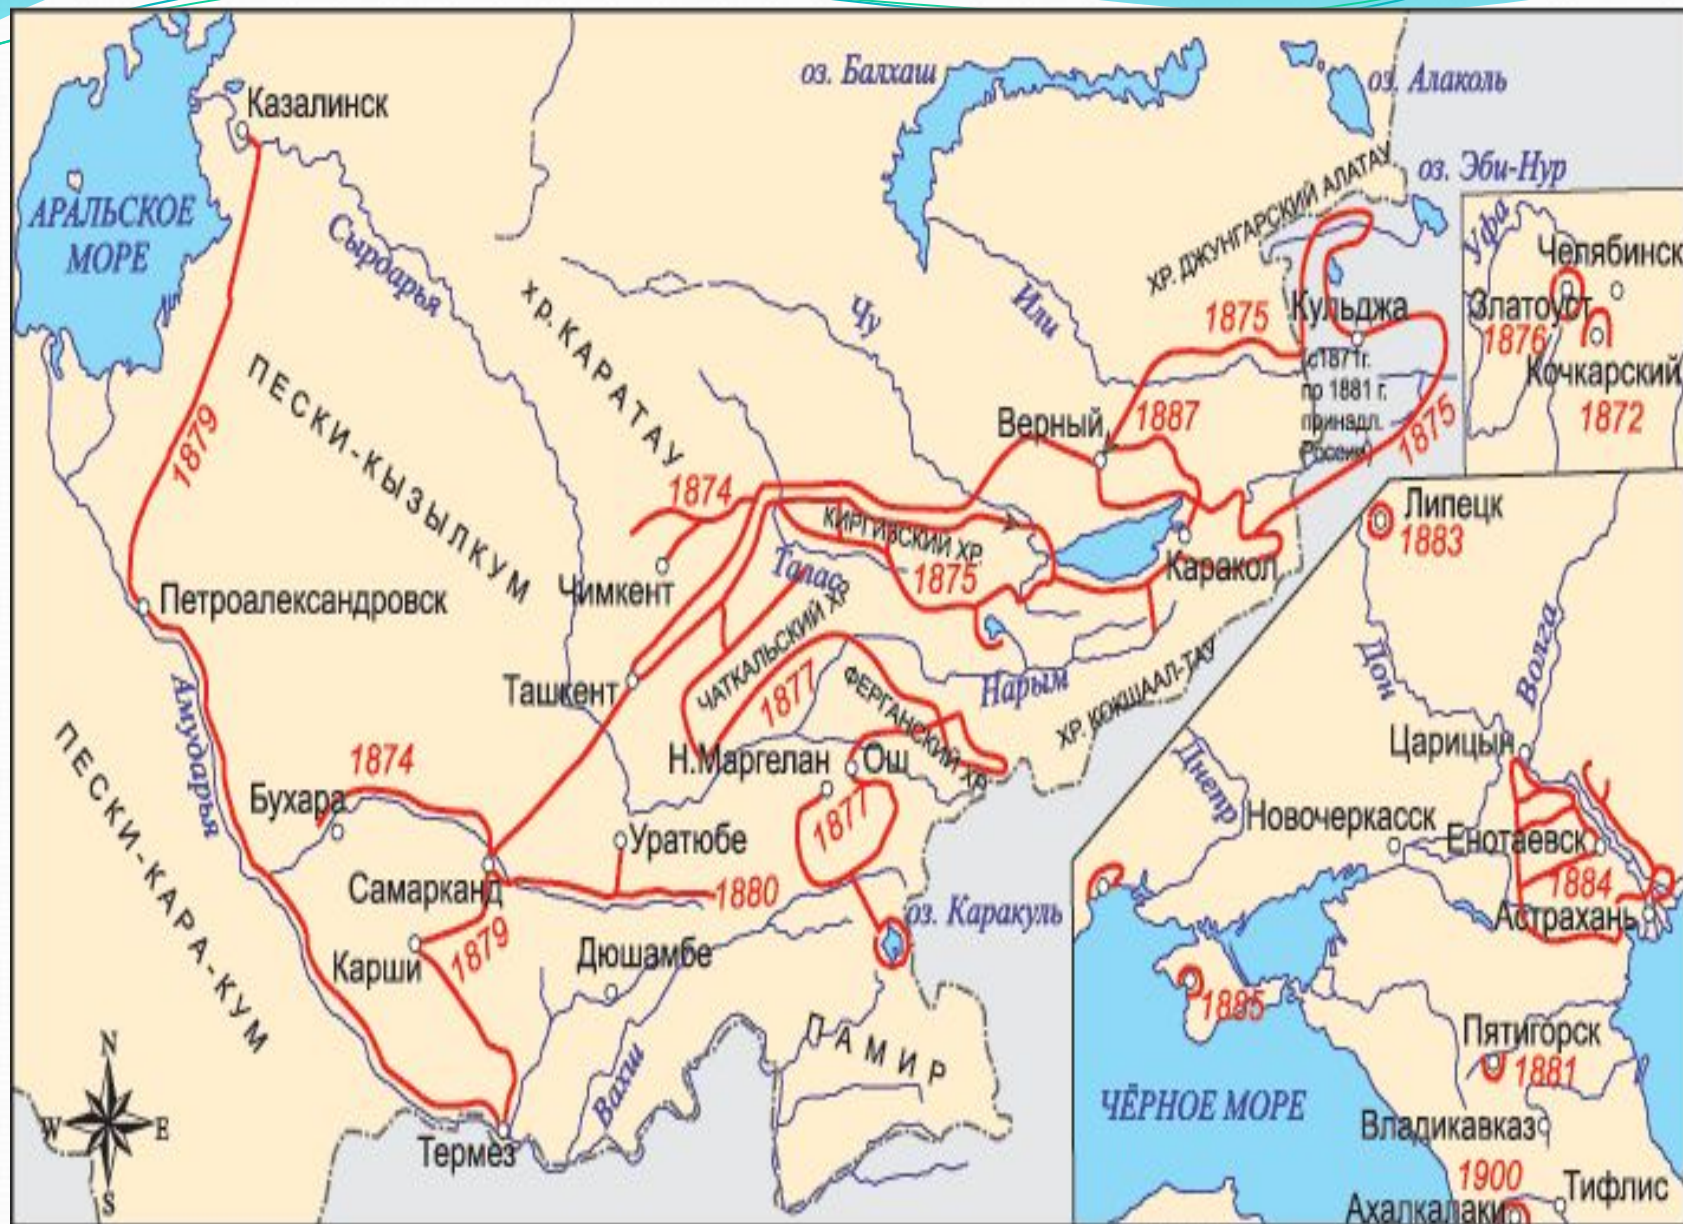 Казалинск
оз. Балхаш
оз. Алаколь
оз. Эби-Нур
АРАЛЬСКОЕ
МОРЕ
Сырдарья
хр. КАРАТАУ
Чу
Или
ХР. ДЖУНГАРСКИЙ АЛАТАУ
1875
Кульджа
(с1871г.
по 1881 г.
принадл.
России)
1875
Уфа
Челябинск
Златоуст
1876
Кочкарский
1872
ПЕСКИ-КЫЗЫЛКУМ
1879
Верный
1887
1874
КИРГИЗСКИЙ ХР.
1875
Талас
Чимкент
Каракол
Липецк
1883
Петроалександровск
ЧАТКАЛЬСКИЙ ХР.
1877
ФЕРГАНСКИЙ ХР.
Нарым
ХР. КОКШААЛ-ТАУ
Ташкент
Дон
Волга
Амударья
ПЕСКИ-КАРА-КУМ
1874
Бухара
Н.Маргелан
Ош
1877
Уратюбе
Самарканд
1880
оз. Каракуль
Карши
1879
Дюшамбе
Вахш
ПАМИР
Термез
N
W
E
S
Царицын
Днепр
Новочеркасск
Енотаевск
1884
Астрахань
1885
Пятигорск
1881
ЧЁРНОЕ МОРЕ
Владикавказ
1900
Тифлис
Ахалкалаки